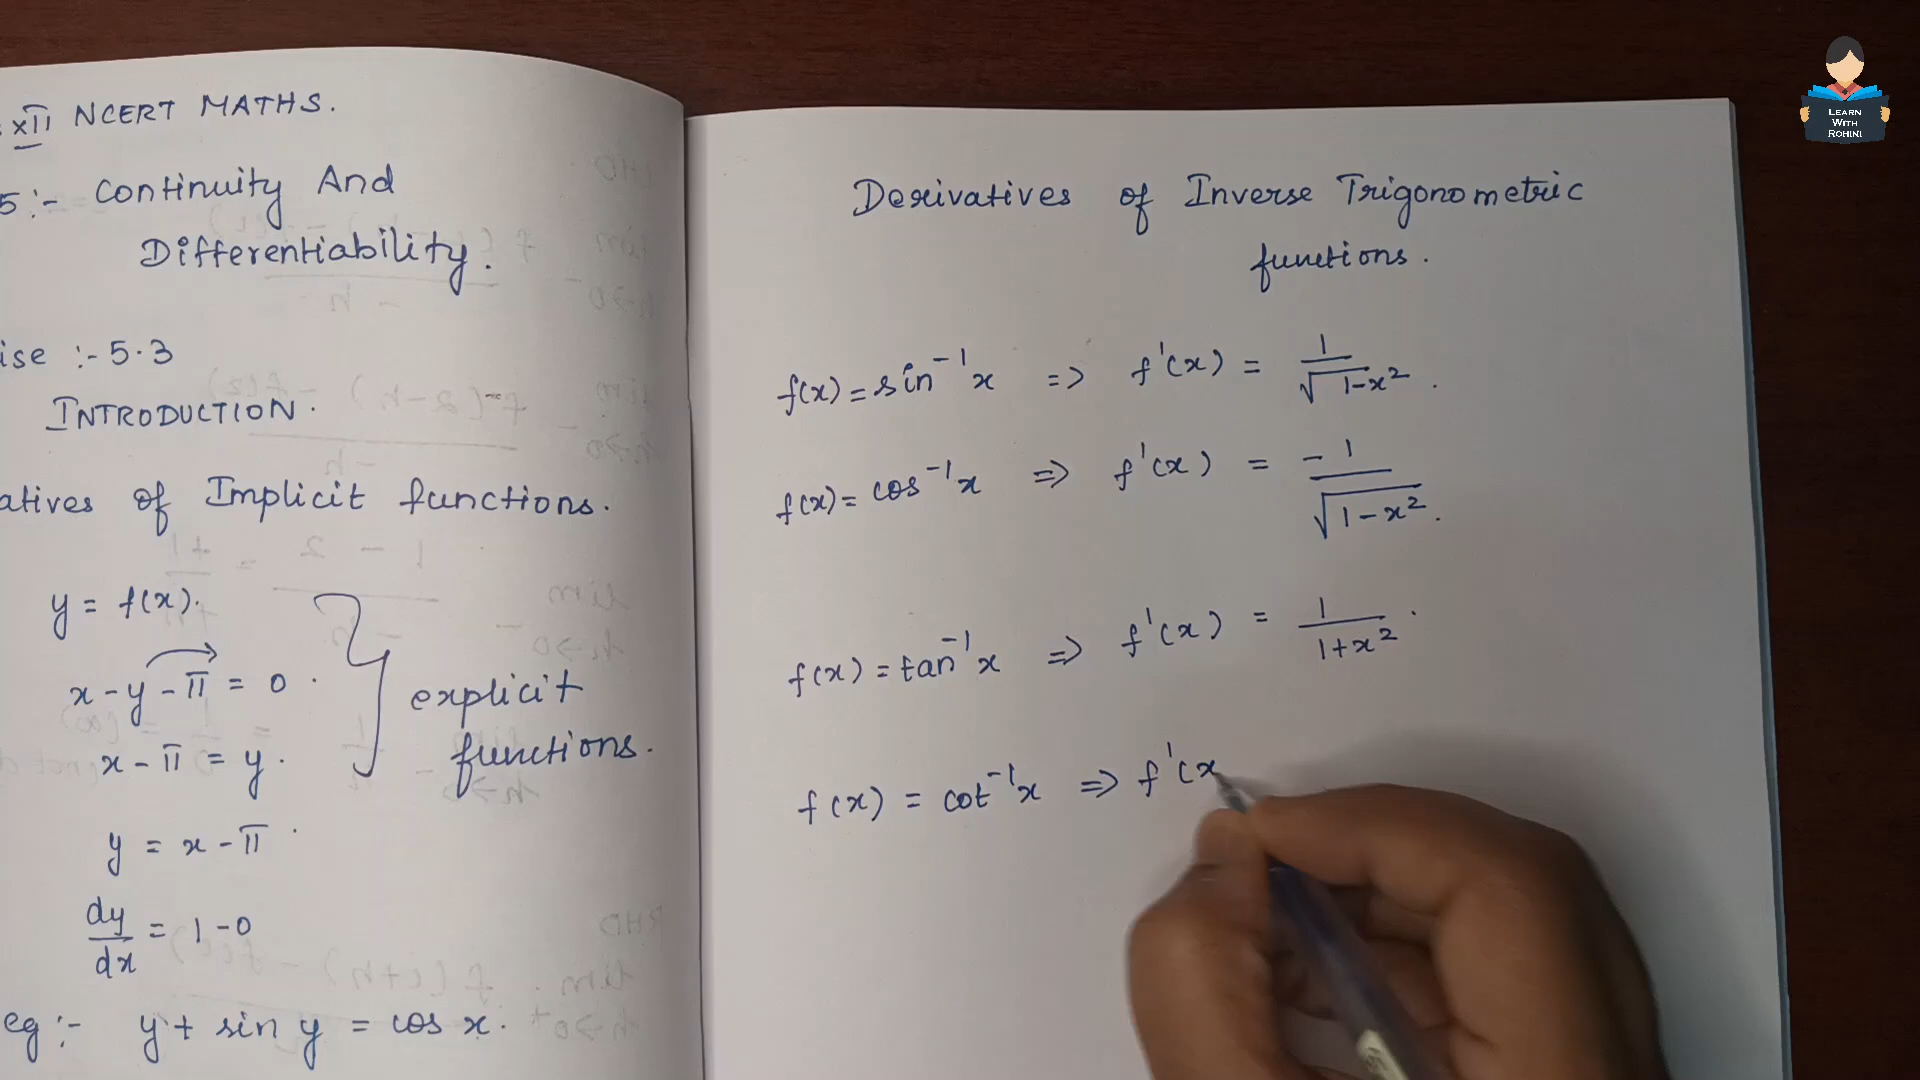 XII NCERT MATHS.
5:- Continuity And
Differentiability.
ise :- 5.3
INTRODUCTION.
atives of Implicit functions.
y = f(x).
x - y - π = 0.
x - π = y.
explicit
functions.
y = x - π
dy/dx = 1 - 0
eg:- y + sin y = cos x.
Derivatives of Inverse Trigonometric
functions.
f(x) = sin⁻¹x => f'(x) = 1/√1-x².
f(x) = cos⁻¹x => f'(x) = -1/√1-x².
f(x) = tan⁻¹x => f'(x) = 1/1+x².
f(x) = cot⁻¹x => f'(x
LEARN
WITH
ROHINI